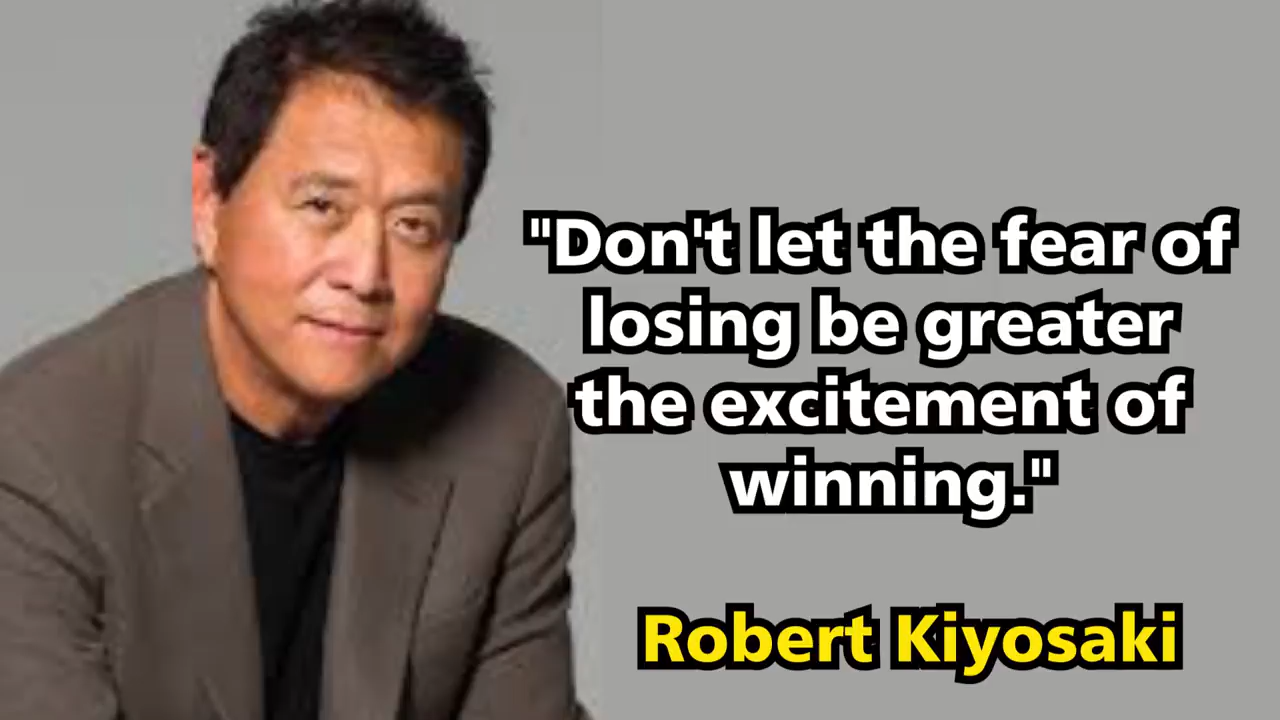 "Don't let the fear of
losing be greater
the excitement of
winning."
Robert Kiyosaki